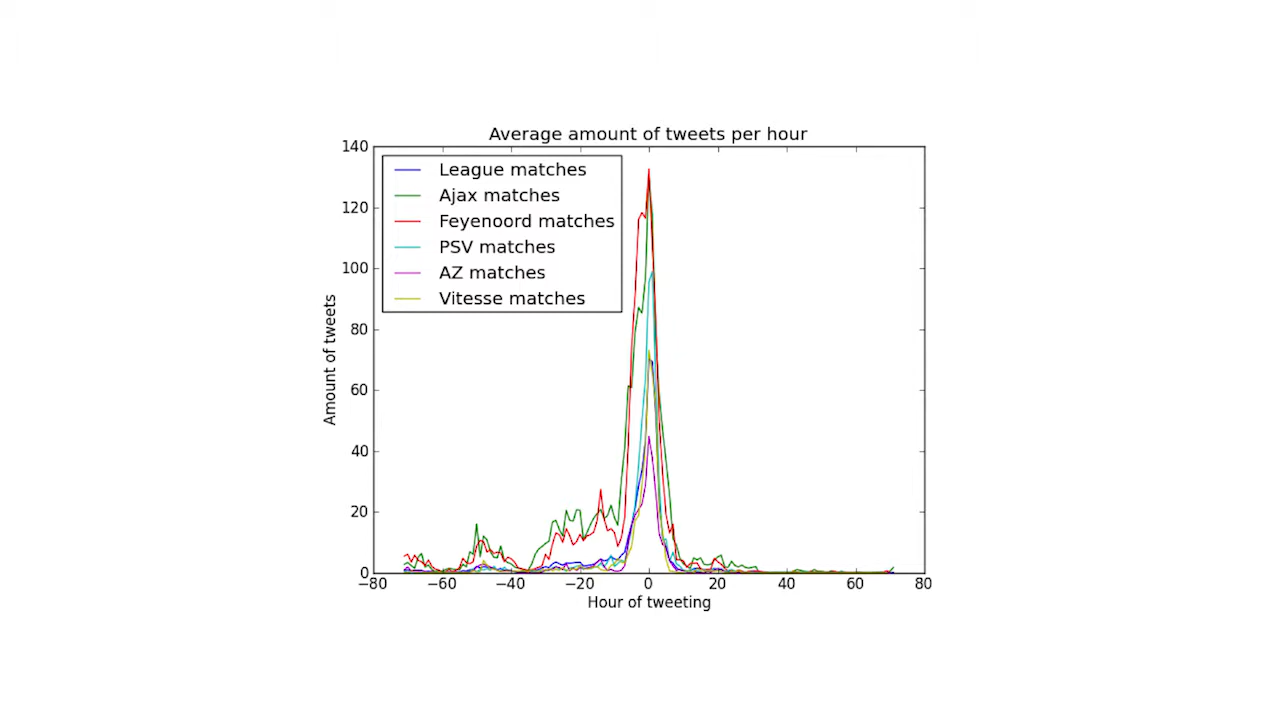 Average amount of tweets per hour
140
120
100
80
60
40
20
0
League matches
Ajax matches
Feyenoord matches
PSV matches
AZ matches
Vitesse matches
Amount of tweets
−80 −60 −40 −20 0 20 40 60 80
Hour of tweeting